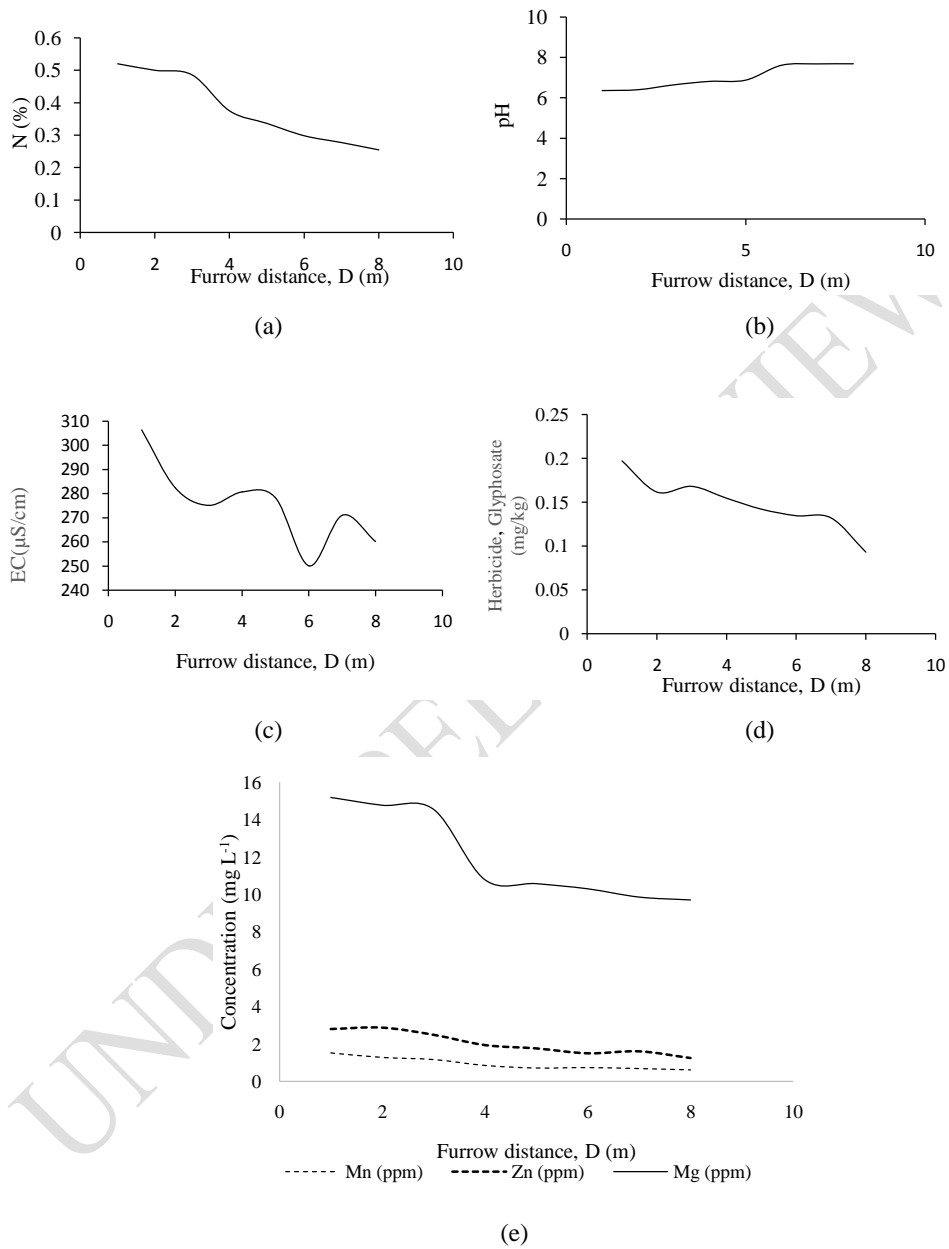 0.6
0.5
0.4
0.3
0.2
0.1
0
N (%)
0 2 4 6 8 10
Furrow distance, D (m)
(a)
10
8
6
4
2
0
pH
0 5 10
Furrow distance, D (m)
(b)
310
300
290
280
270
260
250
240
EC(µS/cm)
0 2 4 6 8 10
Furrow distance, D (m)
(c)
0.25
0.2
0.15
0.1
0.05
0
Herbicide, Glyphosate
(mg/kg)
0 2 4 6 8 10
Furrow distance, D (m)
(d)
16
14
12
10
8
6
4
2
0
Concentration (mg L-1)
0 2 4 6 8 10
Furrow distance, D (m)
Mn (ppm) Zn (ppm) Mg (ppm)
(e)